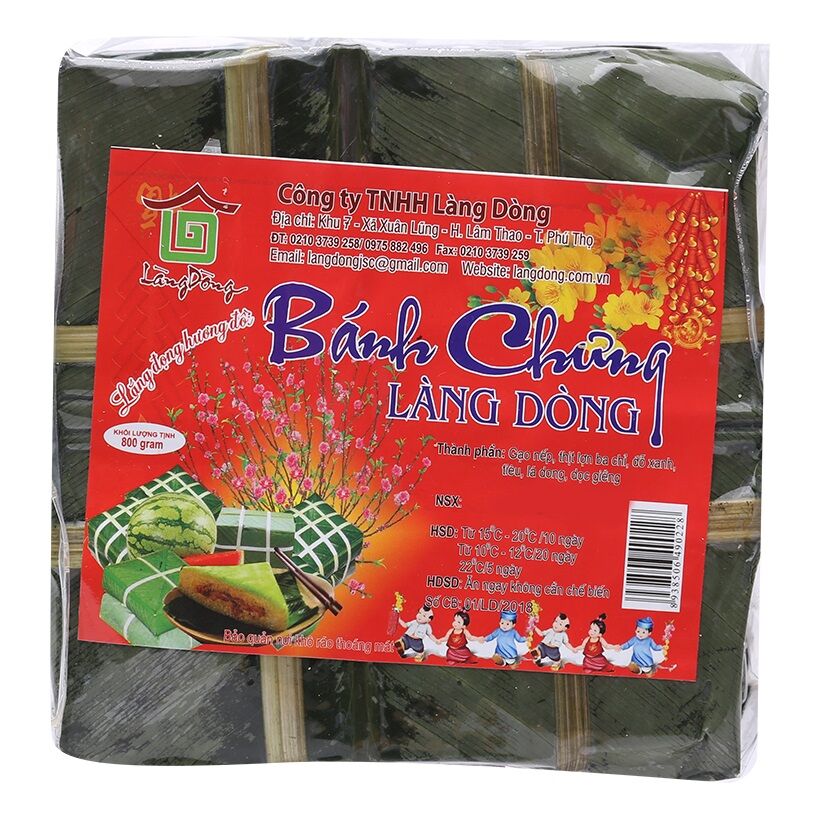 Công ty TNHH Làng Dòng
Địa chỉ: Khu 7 - Xã Xuân Lũng - H. Lâm Thao - T. Phú Thọ
ĐT: 0210 3739 258/ 0975 882 496 Fax: 0210 3739 259
Email: langdongjsc@gmail.com Website: langdong.com.vn
Làng Dòng
Lắng đọng hương đời:
Bánh Chưng
LÀNG DÒNG
KHỐI LƯỢNG TỊNH
800 gram
Thành phần: Gạo nếp, thịt lợn ba chỉ, đỗ xanh,
tiêu, lá dong, dọc giềng
NSX:
HSD: Từ 15°C - 20°C /10 ngày
Từ 10°C - 12°C/20 ngày
22°C/5 ngày
HDSD: Ăn ngay không cần chế biến
Số CB: 01/LD/2018
8938506490228
Bảo quản nơi khô ráo thoáng mát